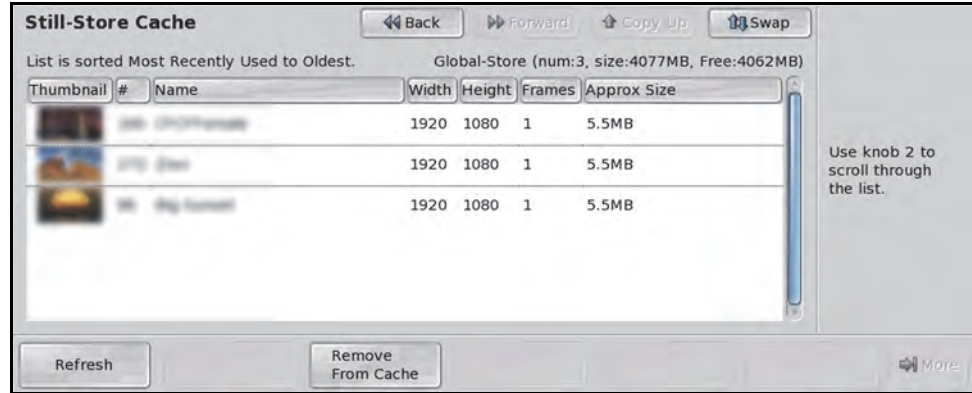 Still-Store Cache
Back
Forward
Copy Up
Swap
List is sorted Most Recently Used to Oldest.
Global-Store (num:3, size:4077MB, Free:4062MB)
Thumbnail # Name Width Height Frames Approx Size
1920 1080 1 5.5MB
1920 1080 1 5.5MB
1920 1080 1 5.5MB
Use knob 2 to
scroll through
the list.
Refresh
Remove
From Cache
More